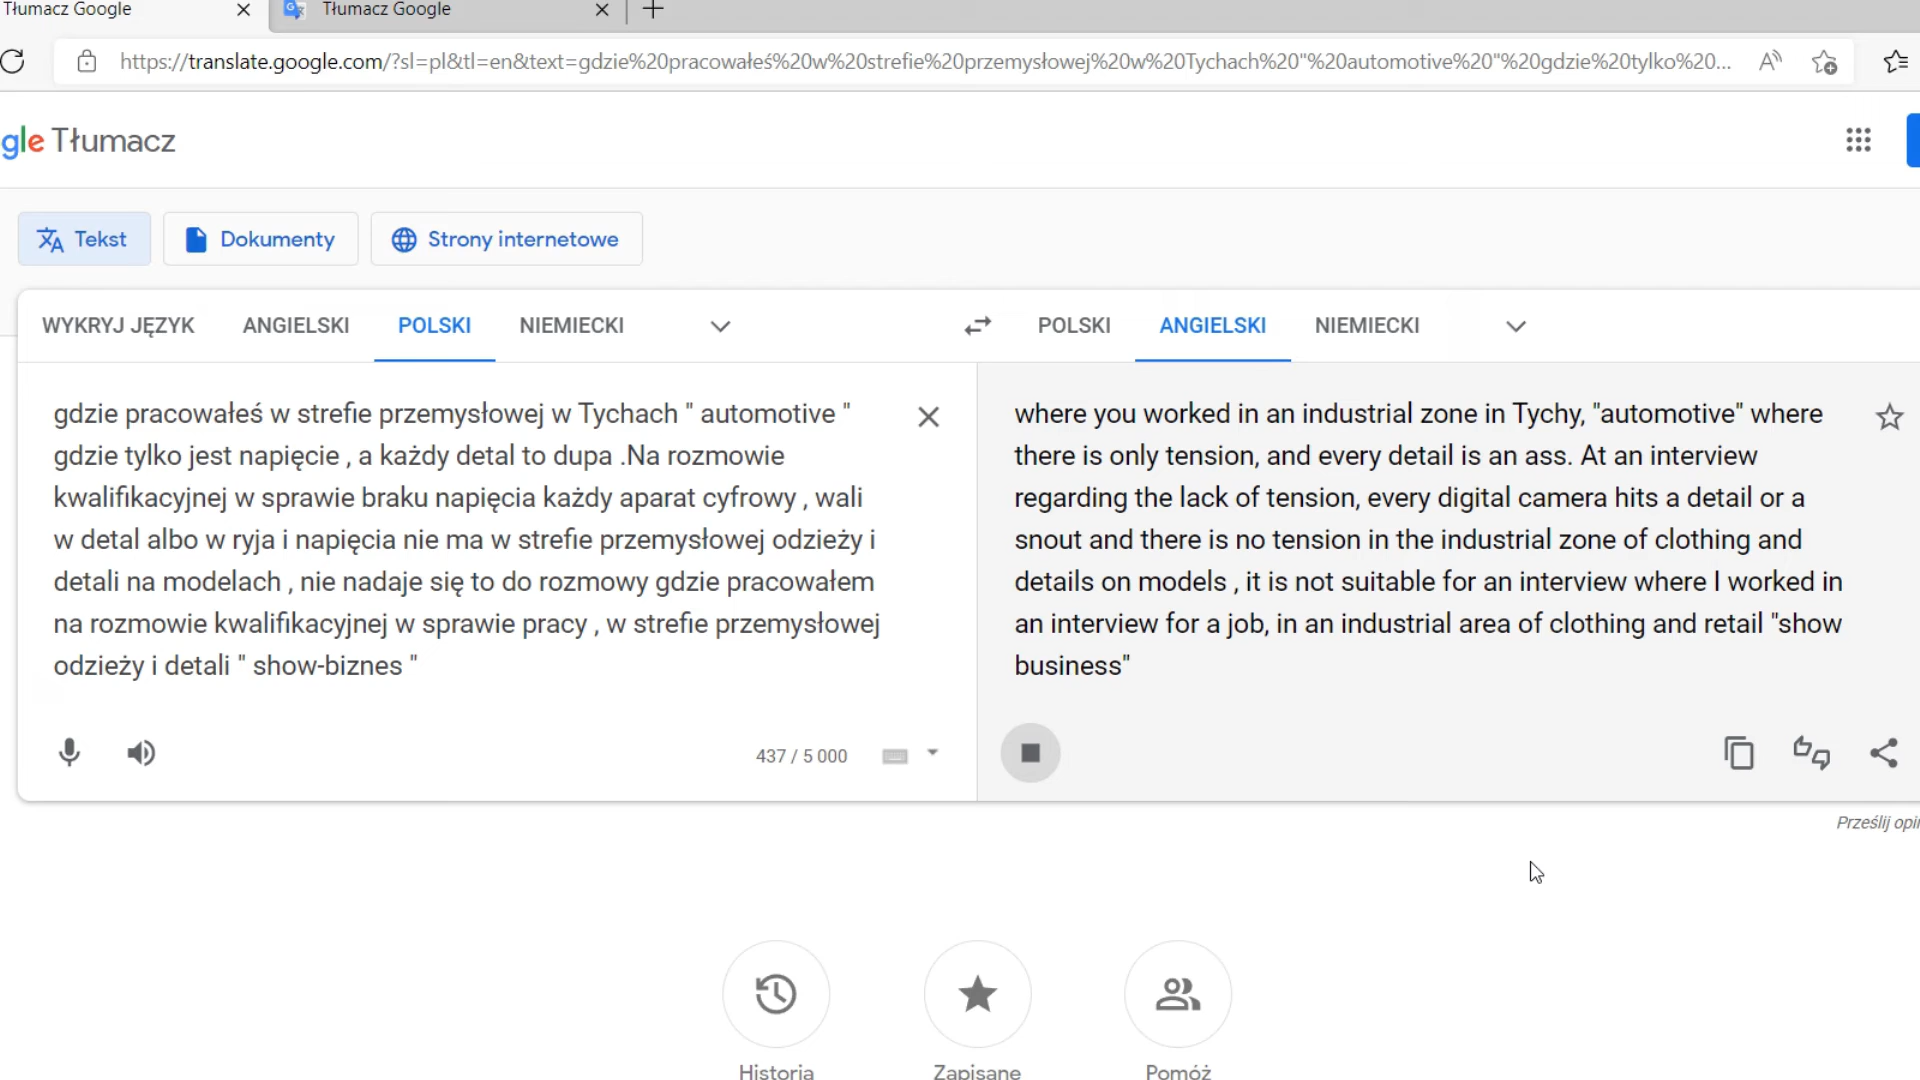 Tłumacz Google
Tłumacz Google
https://translate.google.com/?sl=pl&tl=en&text=gdzie%20pracowałeś%20w%20strefie%20przemysłowej%20w%20Tychach%20"%20automotive%20"%20gdzie%20tylko%20...
gle Tłumacz
Tekst
Dokumenty
Strony internetowe
WYKRYJ JĘZYK
ANGIELSKI
POLSKI
NIEMIECKI
POLSKI
ANGIELSKI
NIEMIECKI
gdzie pracowałeś w strefie przemysłowej w Tychach " automotive "
gdzie tylko jest napięcie , a każdy detal to dupa .Na rozmowie
kwalifikacyjnej w sprawie braku napięcia każdy aparat cyfrowy , wali
w detal albo w ryja i napięcia nie ma w strefie przemysłowej odzieży i
detali na modelach , nie nadaje się to do rozmowy gdzie pracowałem
na rozmowie kwalifikacyjnej w sprawie pracy , w strefie przemysłowej
odzieży i detali " show-biznes "
437 / 5 000
where you worked in an industrial zone in Tychy, "automotive" where
there is only tension, and every detail is an ass. At an interview
regarding the lack of tension, every digital camera hits a detail or a
snout and there is no tension in the industrial zone of clothing and
details on models , it is not suitable for an interview where I worked in
an interview for a job, in an industrial area of clothing and retail "show
business"
Prześlij opin
Historia
Zapisane
Pomóż